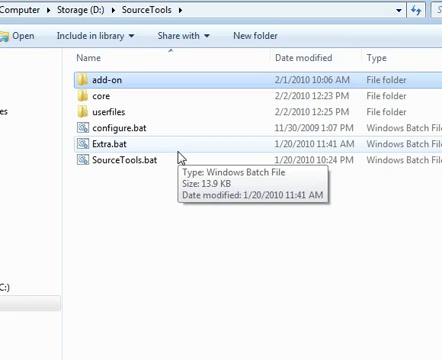 Computer ▸ Storage (D:) ▸ SourceTools ▸
Open Include in library ▾ Share with ▾ New folder
Name Date modified Type
add-on 2/1/2010 10:06 AM File folder
core 2/2/2010 12:23 PM File folder
userfiles 2/2/2010 12:25 PM File folder
configure.bat 11/30/2009 1:07 PM Windows Batch File
Extra.bat 1/20/2010 11:41 AM Windows Batch File
SourceTools.bat 1/20/2010 10:24 PM Windows Batch File
Type: Windows Batch File
Size: 13.9 KB
Date modified: 1/20/2010 11:41 AM
C:)